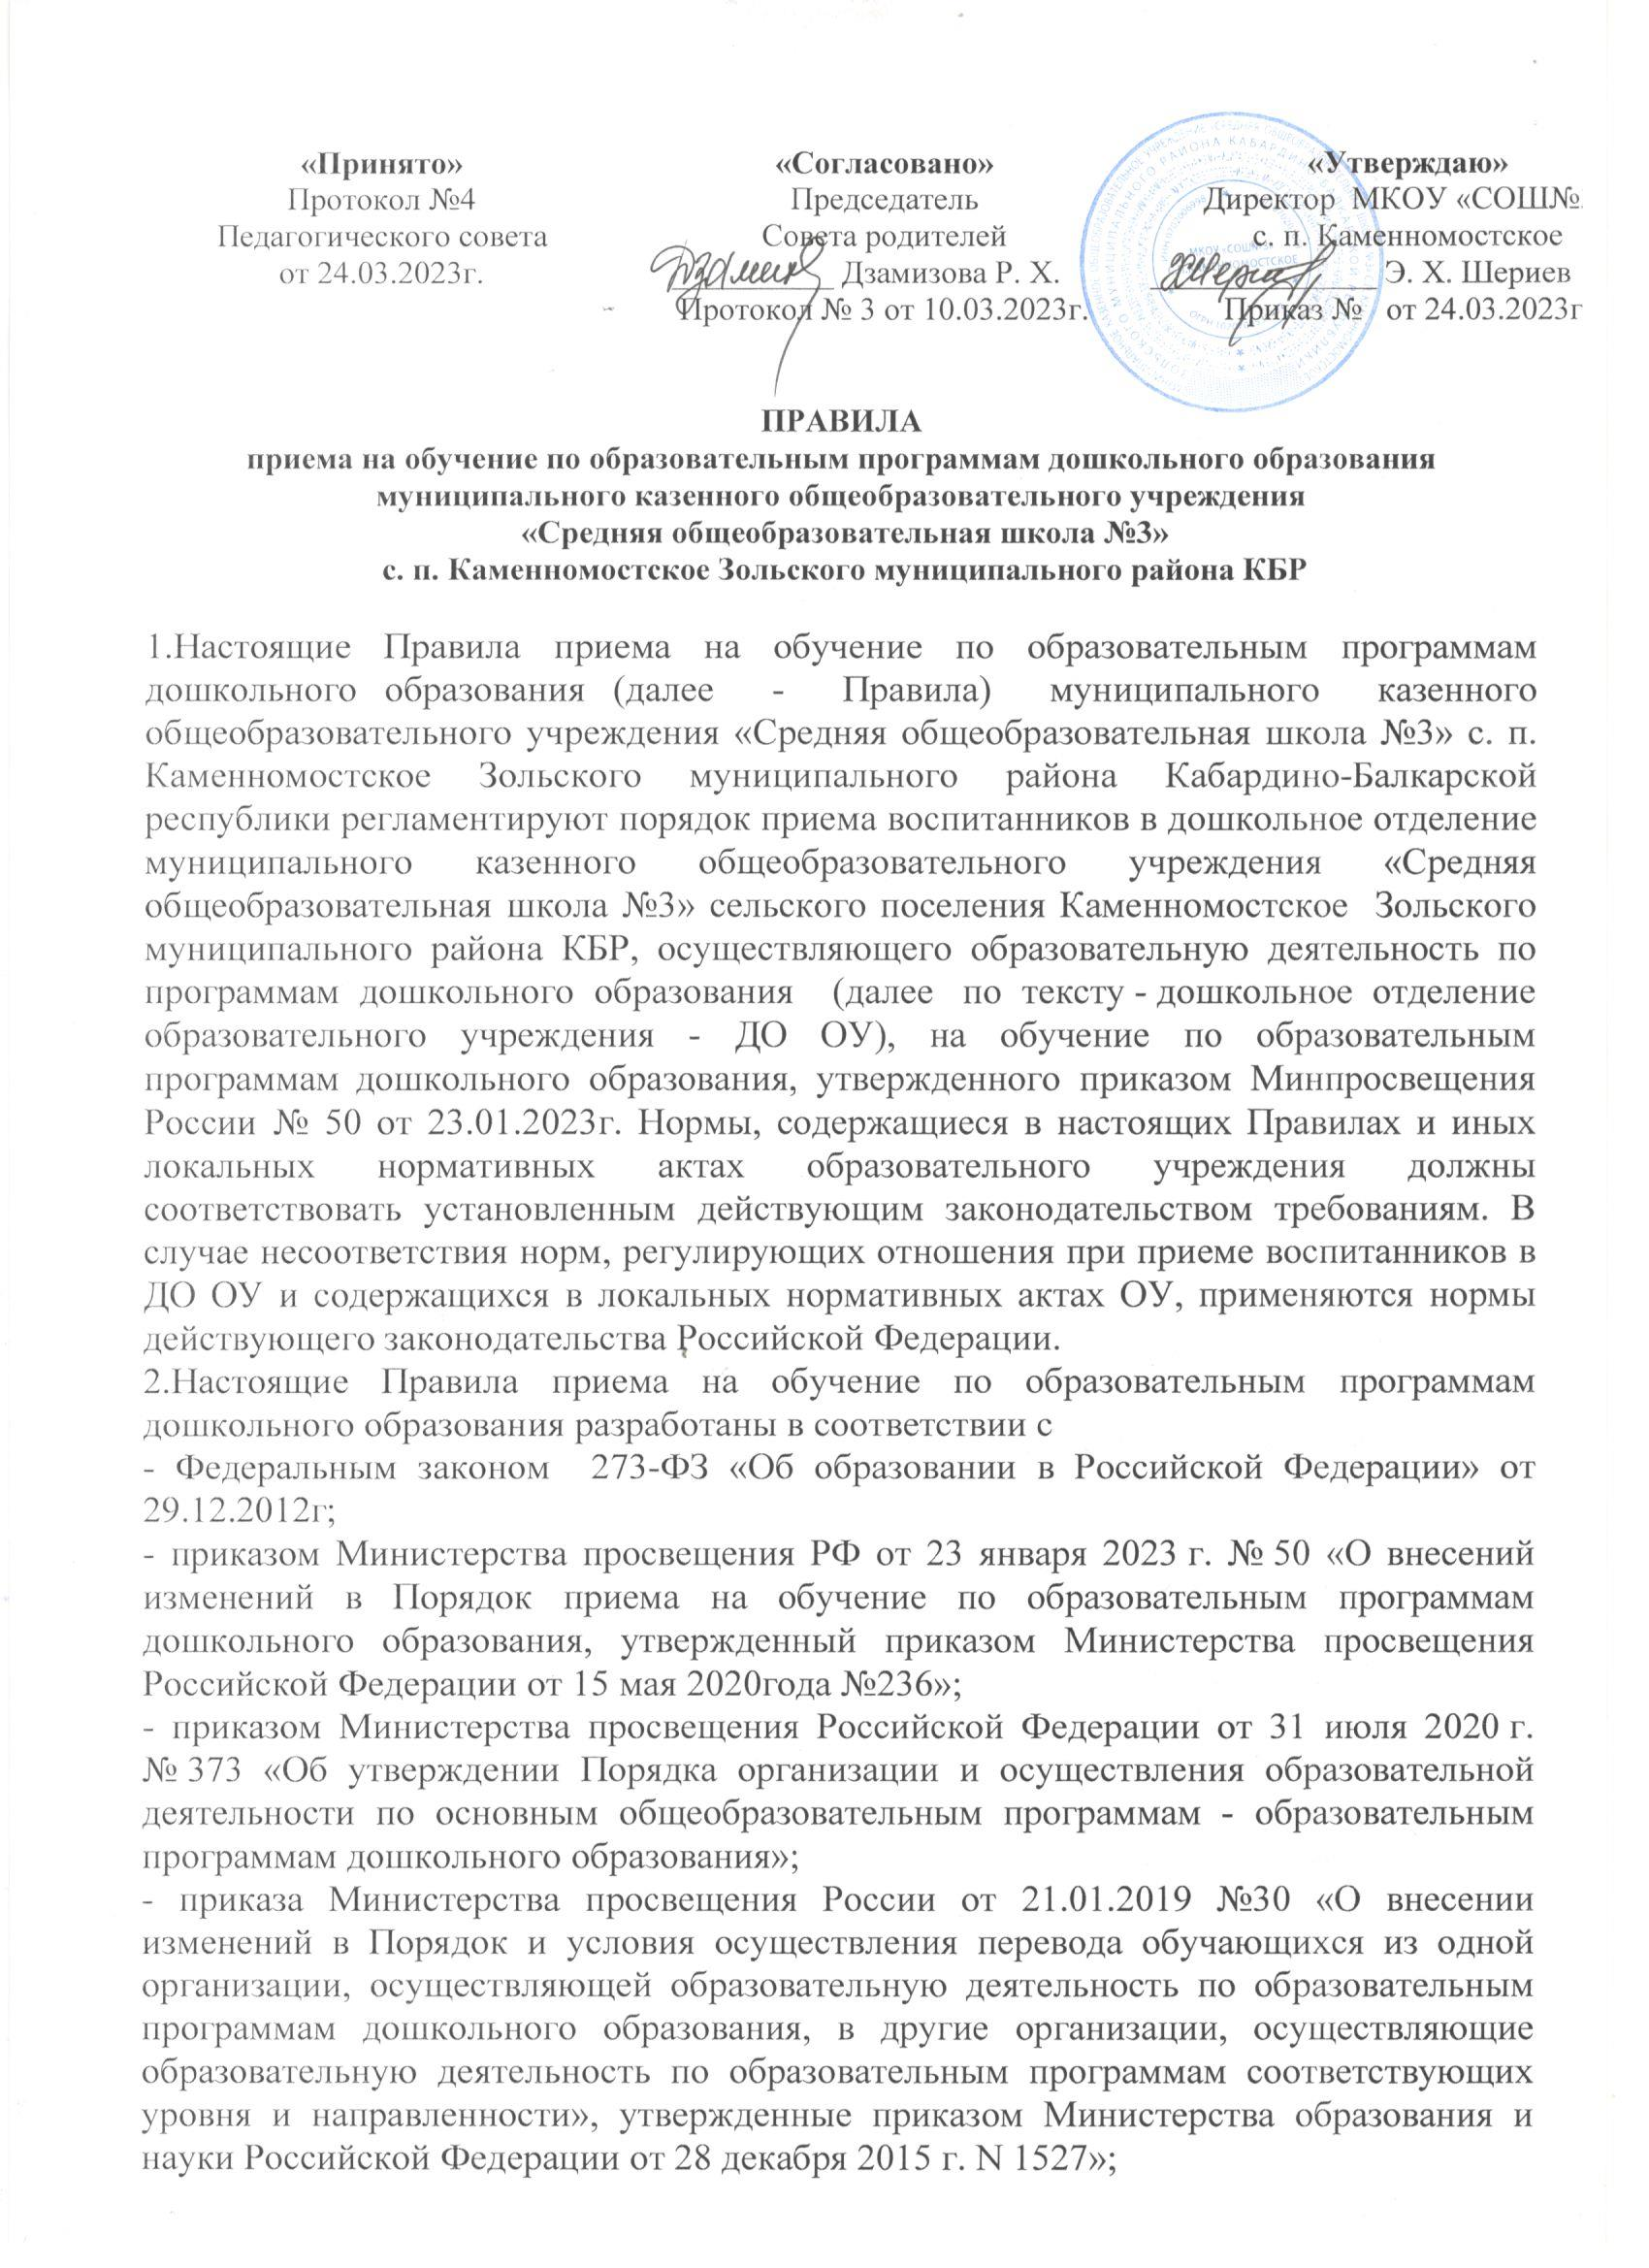 «Принято»
Протокол №4
Педагогического совета
от 24.03.2023г.
«Согласовано»
Председатель
Совета родителей
Дзамизова Р. Х.
Протокол № 3 от 10.03.2023г.
«Утверждаю»
Директор МКОУ «СОШ№
с. п. Каменномостское
Э. Х. Шериев
Приказ № от 24.03.2023г
ПРАВИЛА
приема на обучение по образовательным программам дошкольного образования
муниципального казенного общеобразовательного учреждения
«Средняя общеобразовательная школа №3»
с. п. Каменномостское Зольского муниципального района КБР
1.Настоящие Правила приема на обучение по образовательным программам
дошкольного образования (далее - Правила) муниципального казенного
общеобразовательного учреждения «Средняя общеобразовательная школа №3» с. п.
Каменномостское Зольского муниципального района Кабардино-Балкарской
республики регламентируют порядок приема воспитанников в дошкольное отделение
муниципального казенного общеобразовательного учреждения «Средняя
общеобразовательная школа №3» сельского поселения Каменномостское Зольского
муниципального района КБР, осуществляющего образовательную деятельность по
программам дошкольного образования (далее по тексту - дошкольное отделение
образовательного учреждения - ДО ОУ), на обучение по образовательным
программам дошкольного образования, утвержденного приказом Минпросвещения
России № 50 от 23.01.2023г. Нормы, содержащиеся в настоящих Правилах и иных
локальных нормативных актах образовательного учреждения должны
соответствовать установленным действующим законодательством требованиям. В
случае несоответствия норм, регулирующих отношения при приеме воспитанников в
ДО ОУ и содержащихся в локальных нормативных актах ОУ, применяются нормы
действующего законодательства Российской Федерации.
2.Настоящие Правила приема на обучение по образовательным программам
дошкольного образования разработаны в соответствии с
- Федеральным законом 273-ФЗ «Об образовании в Российской Федерации» от
29.12.2012г;
- приказом Министерства просвещения РФ от 23 января 2023 г. № 50 «О внесений
изменений в Порядок приема на обучение по образовательным программам
дошкольного образования, утвержденный приказом Министерства просвещения
Российской Федерации от 15 мая 2020года №236»;
- приказом Министерства просвещения Российской Федерации от 31 июля 2020 г.
№ 373 «Об утверждении Порядка организации и осуществления образовательной
деятельности по основным общеобразовательным программам - образовательным
программам дошкольного образования»;
- приказа Министерства просвещения России от 21.01.2019 №30 «О внесении
изменений в Порядок и условия осуществления перевода обучающихся из одной
организации, осуществляющей образовательную деятельность по образовательным
программам дошкольного образования, в другие организации, осуществляющие
образовательную деятельность по образовательным программам соответствующих
уровня и направленности», утвержденные приказом Министерства образования и
науки Российской Федерации от 28 декабря 2015 г. N 1527»;